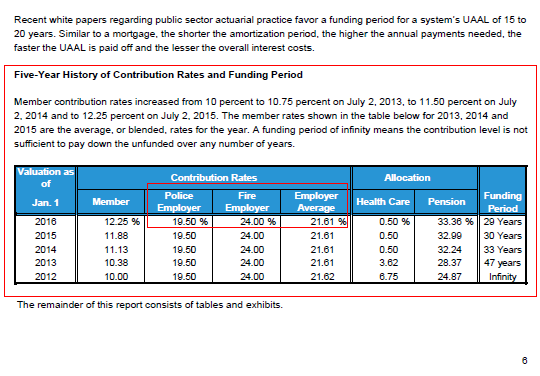 Recent white papers regarding public sector actuarial practice favor a funding period for a system's UAAL of 15 to
20 years. Similar to a mortgage, the shorter the amortization period, the higher the annual payments needed, the
faster the UAAL is paid off and the lesser the overall interest costs.
Five-Year History of Contribution Rates and Funding Period
Member contribution rates increased from 10 percent to 10.75 percent on July 2, 2013, to 11.50 percent on July
2, 2014 and to 12.25 percent on July 2, 2015. The member rates shown in the table below for 2013, 2014 and
2015 are the average, or blended, rates for the year. A funding period of infinity means the contribution level is not
sufficient to pay down the unfunded over any number of years.
Valuation as of Jan. 1 Contribution Rates Allocation Funding Period
Member Police Employer Fire Employer Employer Average Health Care Pension
2016 12.25 % 19.50 % 24.00 % 21.61 % 0.50 % 33.36 % 29 Years
2015 11.88 19.50 24.00 21.61 0.50 32.99 30 Years
2014 11.13 19.50 24.00 21.61 0.50 32.24 33 Years
2013 10.38 19.50 24.00 21.61 3.62 28.37 47 years
2012 10.00 19.50 24.00 21.62 6.75 24.87 Infinity
The remainder of this report consists of tables and exhibits.
6